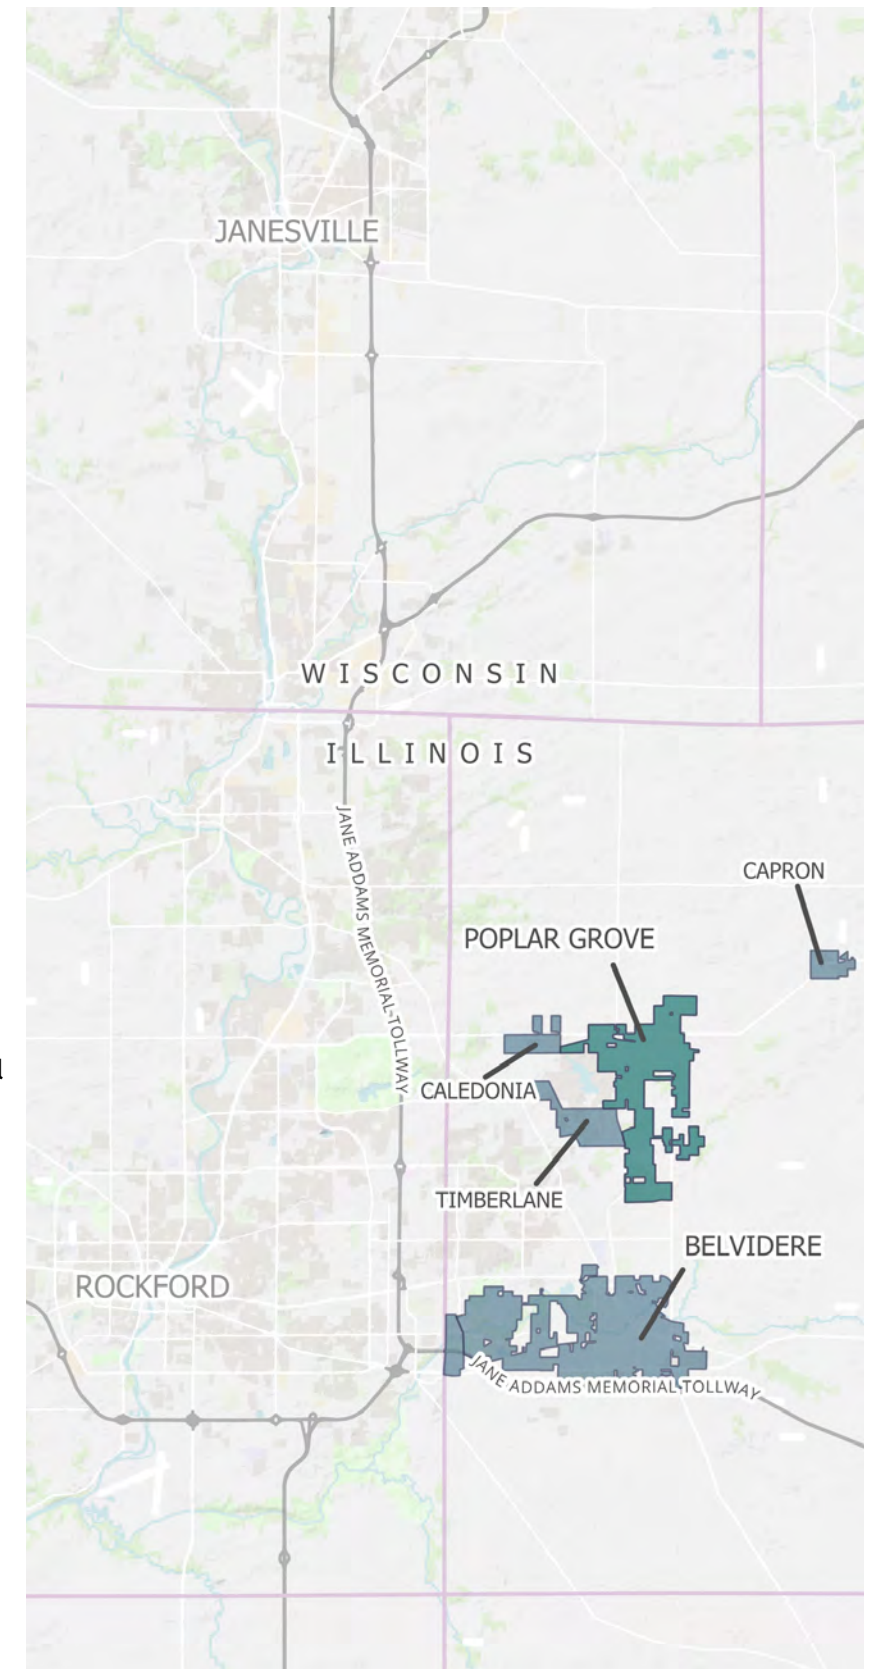 JANESVILLE
WISCONSIN
ILLINOIS
JANE ADDAMS MEMORIAL TOLLWAY
CAPRON
POPLAR GROVE
CALEDONIA
TIMBERLANE
BELVIDERE
ROCKFORD
JANE ADDAMS MEMORIAL TOLLWAY